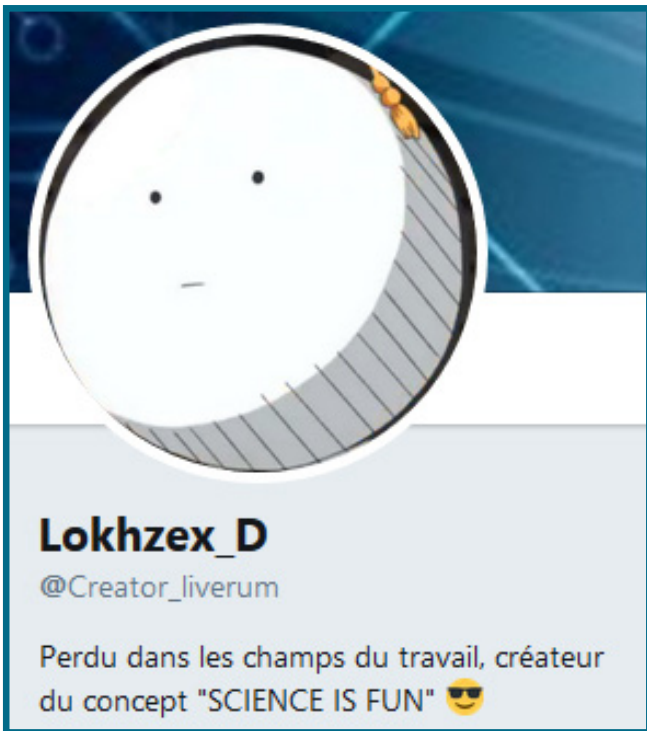 Lokhzex_D
@Creator_liverum
Perdu dans les champs du travail, créateur
du concept "SCIENCE IS FUN" 😎